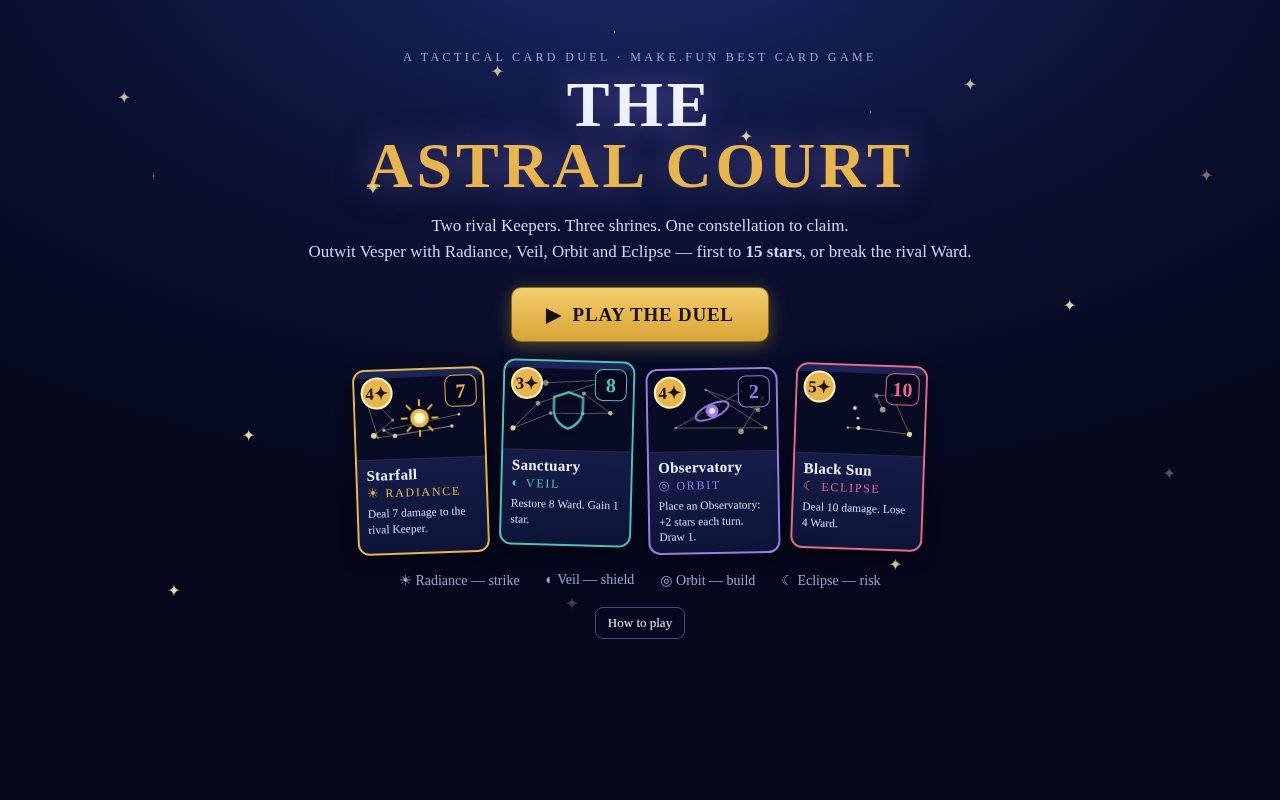 A TACTICAL CARD DUEL · MAKE.FUN BEST CARD GAME
THE
ASTRAL COURT
Two rival Keepers. Three shrines. One constellation to claim.
Outwit Vesper with Radiance, Veil, Orbit and Eclipse — first to 15 stars, or break the rival Ward.
▶ PLAY THE DUEL
4✦ 7
Starfall
☀ RADIANCE
Deal 7 damage to the
rival Keeper.
3✦ 8
Sanctuary
◖ VEIL
Restore 8 Ward. Gain 1
star.
4✦ 2
Observatory
◎ ORBIT
Place an Observatory:
+2 stars each turn.
Draw 1.
5✦ 10
Black Sun
☾ ECLIPSE
Deal 10 damage. Lose
4 Ward.
☀ Radiance — strike ◖ Veil — shield ◎ Orbit — build ☾ Eclipse — risk
How to play